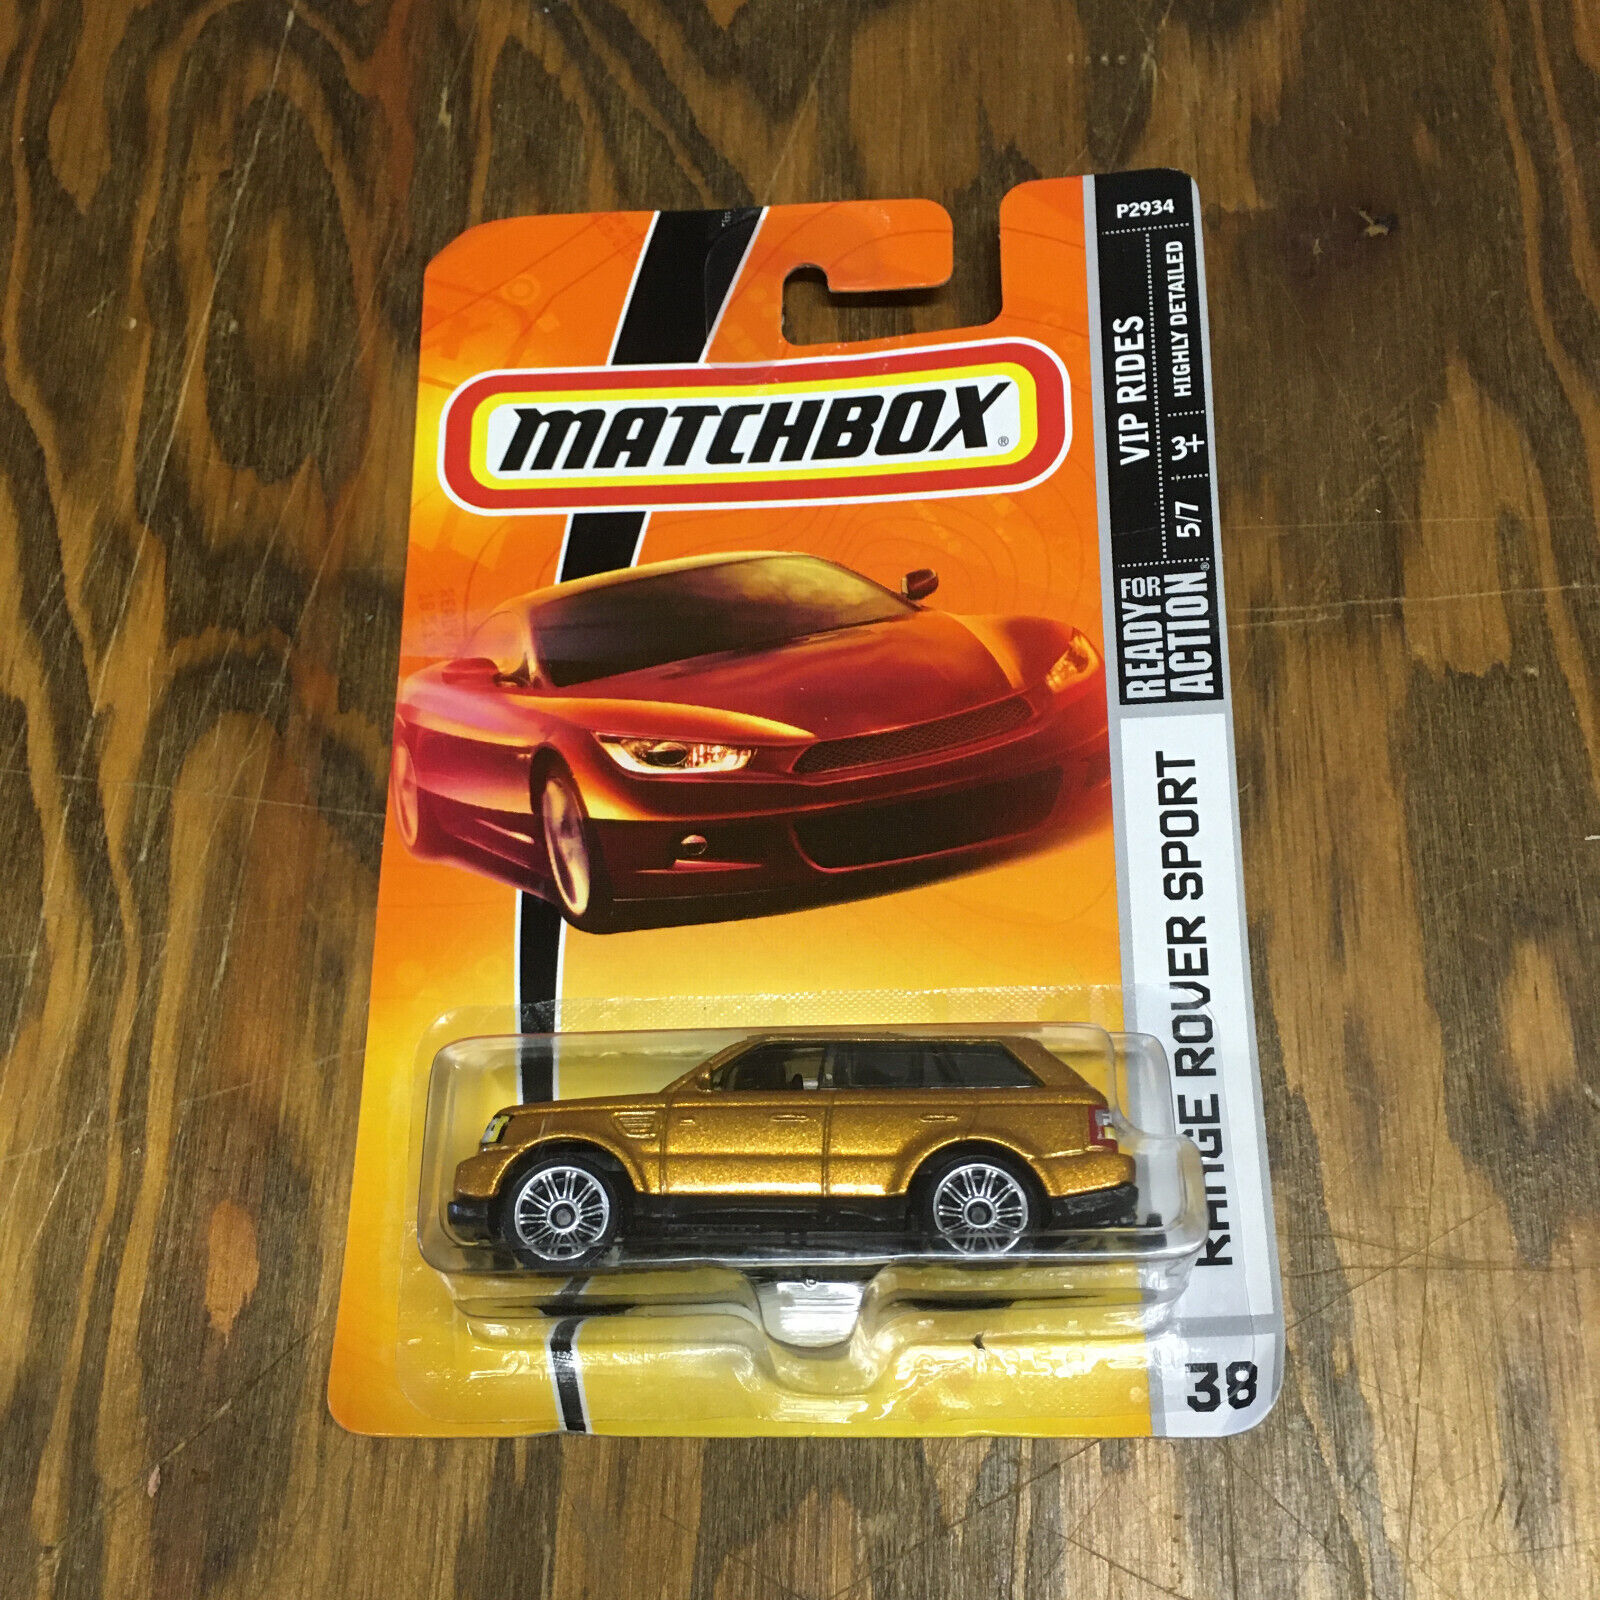 MATCHBOX®
P2934
VIP RIDES
HIGHLY DETAILED
3+
5/7
READY FOR ACTION®
RANGE ROVER SPORT
38